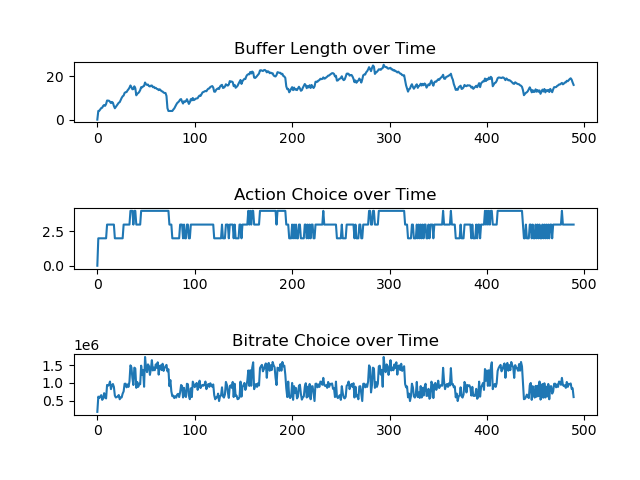 Buffer Length over Time
20
0
0 100 200 300 400 500
Action Choice over Time
2.5
0.0
0 100 200 300 400 500
Bitrate Choice over Time
1e6
1.5
1.0
0.5
0 100 200 300 400 500